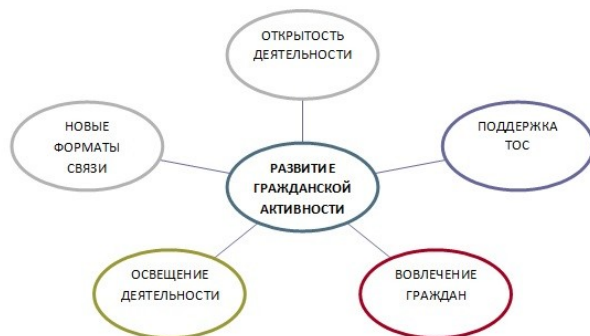 ОТКРЫТОСТЬ
ДЕЯТЕЛЬНОСТИ
НОВЫЕ
ФОРМАТЫ
СВЯЗИ
ПОДДЕРЖКА
ТОС
РАЗВИТИЕ
ГРАЖДАНСКОЙ
АКТИВНОСТИ
ОСВЕЩЕНИЕ
ДЕЯТЕЛЬНОСТИ
ВОВЛЕЧЕНИЕ
ГРАЖДАН